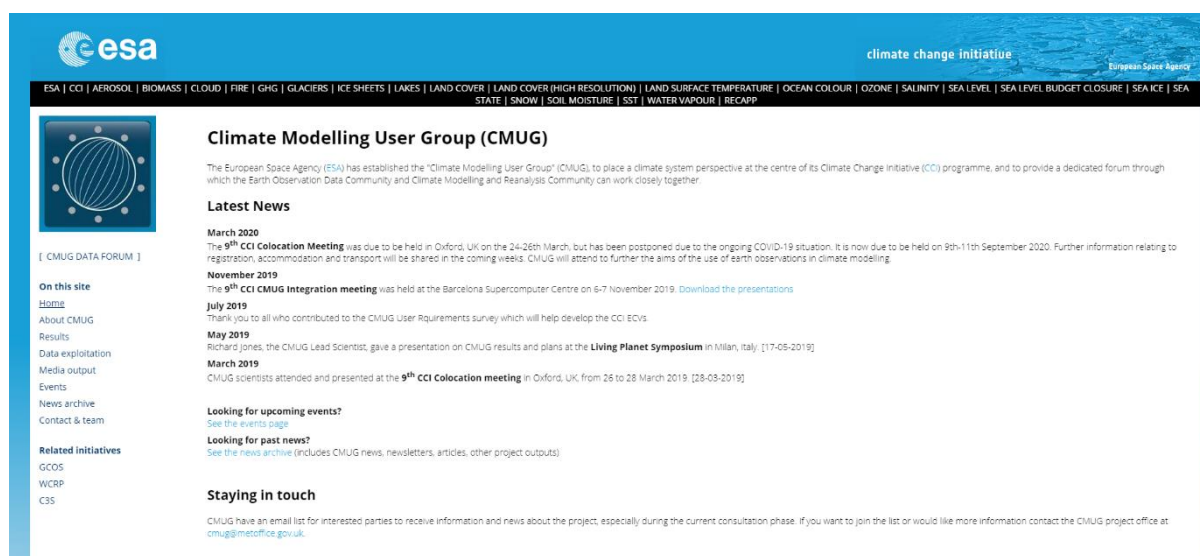 esa
climate change initiative
European Space Agency
ESA | CCI | AEROSOL | BIOMASS | CLOUD | FIRE | GHG | GLACIERS | ICE SHEETS | LAKES | LAND COVER | LAND COVER (HIGH RESOLUTION) | LAND SURFACE TEMPERATURE | OCEAN COLOUR | OZONE | SALINITY | SEA LEVEL | SEA LEVEL BUDGET CLOSURE | SEA ICE | SEA
STATE | SNOW | SOIL MOISTURE | SST | WATER VAPOUR | RECAPP
[ CMUG DATA FORUM ]
On this site
Home
About CMUG
Results
Data exploitation
Media output
Events
News archive
Contact & team
Related initiatives
GCOS
WCRP
C3S
Climate Modelling User Group (CMUG)
The European Space Agency (ESA) has established the "Climate Modelling User Group" (CMUG), to place a climate system perspective at the centre of its Climate Change Initiative (CCI) programme, and to provide a dedicated forum through
which the Earth Observation Data Community and Climate Modelling and Reanalysis Community can work closely together.
Latest News
March 2020
The 9th CCI Colocation Meeting was due to be held in Oxford, UK on the 24-26th March, but has been postponed due to the ongoing COVID-19 situation. It is now due to be held on 9th-11th September 2020. Further information relating to
registration, accommodation and transport will be shared in the coming weeks. CMUG will attend to further the aims of the use of earth observations in climate modelling.
November 2019
The 9th CCI CMUG Integration meeting was held at the Barcelona Supercomputer Centre on 6-7 November 2019. Download the presentations
July 2019
Thank you to all who contributed to the CMUG User Rquirements survey which will help develop the CCI ECVs.
May 2019
Richard Jones, the CMUG Lead Scientist, gave a presentation on CMUG results and plans at the Living Planet Symposium in Milan, Italy. [17-05-2019]
March 2019
CMUG scientists attended and presented at the 9th CCI Colocation meeting in Oxford, UK, from 26 to 28 March 2019. [28-03-2019]
Looking for upcoming events?
See the events page
Looking for past news?
See the news archive (includes CMUG news, newsletters, articles, other project outputs)
Staying in touch
CMUG have an email list for interested parties to receive information and news about the project, especially during the current consultation phase. If you want to join the list or would like more information contact the CMUG project office at
cmug@metoffice.gov.uk.